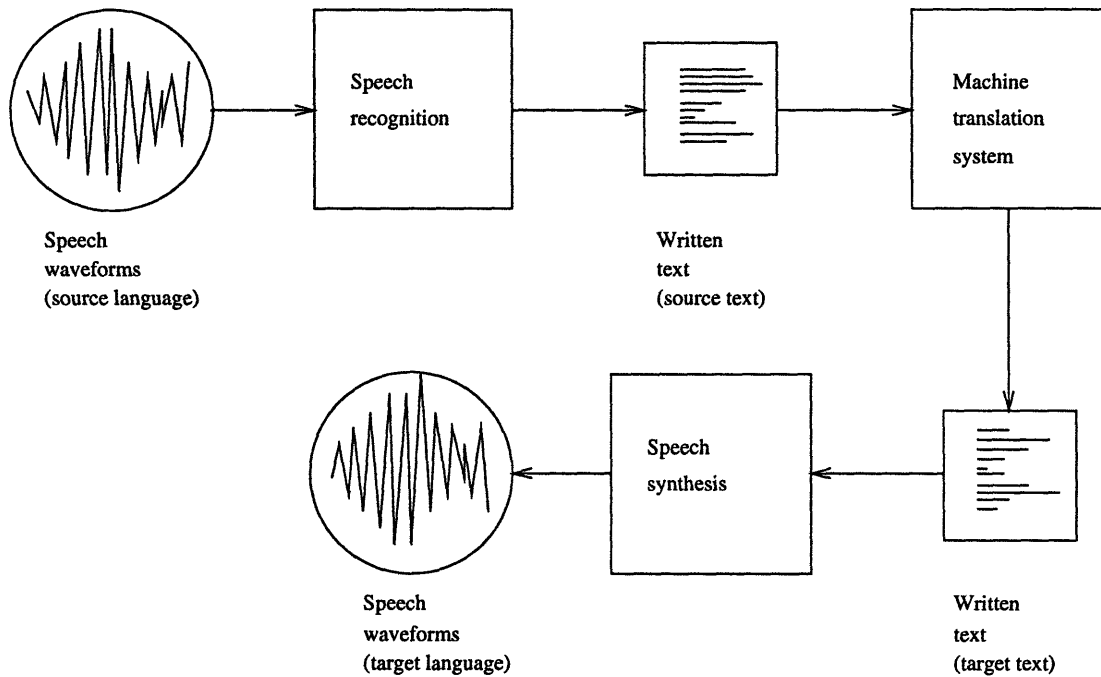 Speech
recognition
Machine
translation
system
Speech
waveforms
(source language)
Written
text
(source text)
Speech
synthesis
Speech
waveforms
(target language)
Written
text
(target text)